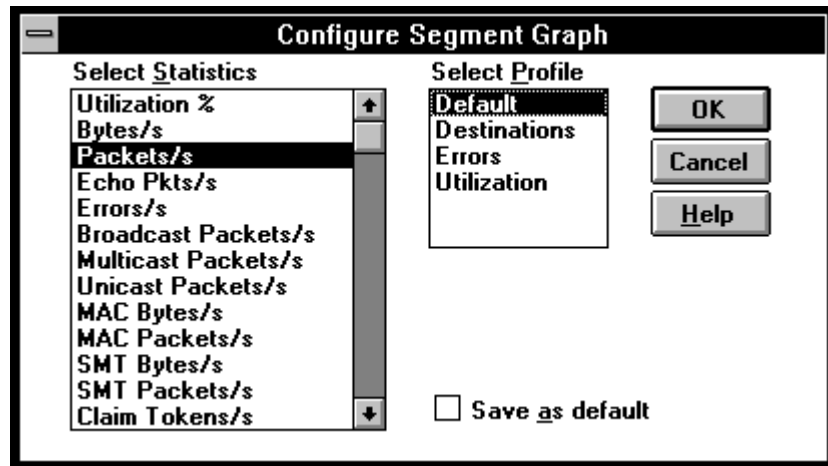 Configure Segment Graph
Select Statistics
Utilization %
Bytes/s
Packets/s
Echo Pkts/s
Errors/s
Broadcast Packets/s
Multicast Packets/s
Unicast Packets/s
MAC Bytes/s
MAC Packets/s
SMT Bytes/s
SMT Packets/s
Claim Tokens/s
Select Profile
Default
Destinations
Errors
Utilization
OK
Cancel
Help
Save as default